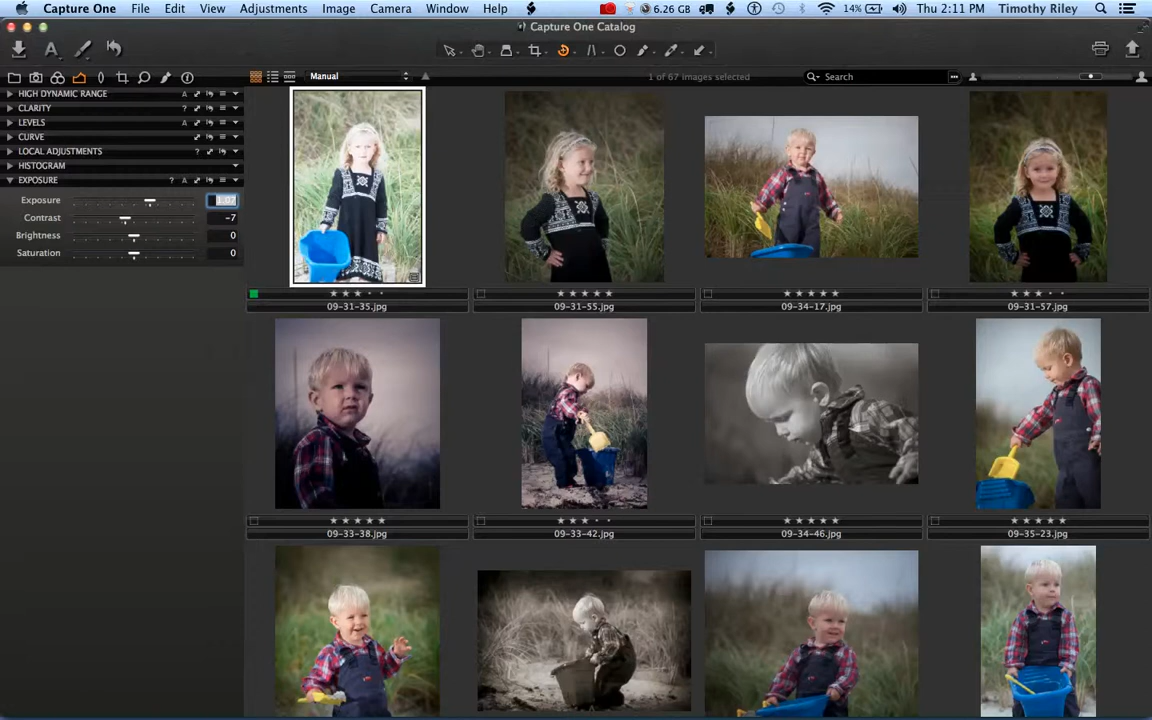 Capture One File Edit View Adjustments Image Camera Window Help 6.26 GB 14% Thu 2:11 PM Timothy Riley
Capture One Catalog
Manual 1 of 67 images selected Search
HIGH DYNAMIC RANGE
CLARITY
LEVELS
CURVE
LOCAL ADJUSTMENTS
HISTOGRAM
EXPOSURE
Exposure 1.07
Contrast -7
Brightness 0
Saturation 0
09-31-35.jpg 09-31-55.jpg 09-34-17.jpg 09-31-57.jpg
09-33-38.jpg 09-33-42.jpg 09-34-46.jpg 09-35-23.jpg